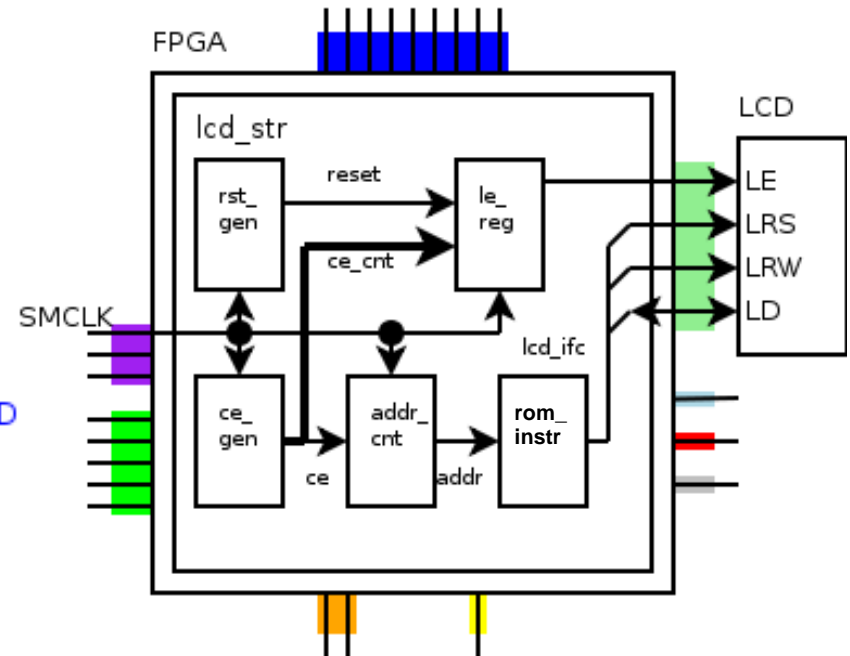 FPGA
LCD
lcd_str
rst_
gen
reset
le_
reg
LE
LRS
LRW
LD
ce_cnt
SMCLK
lcd_ifc
D
ce_
gen
addr_
cnt
rom_
instr
ce
addr